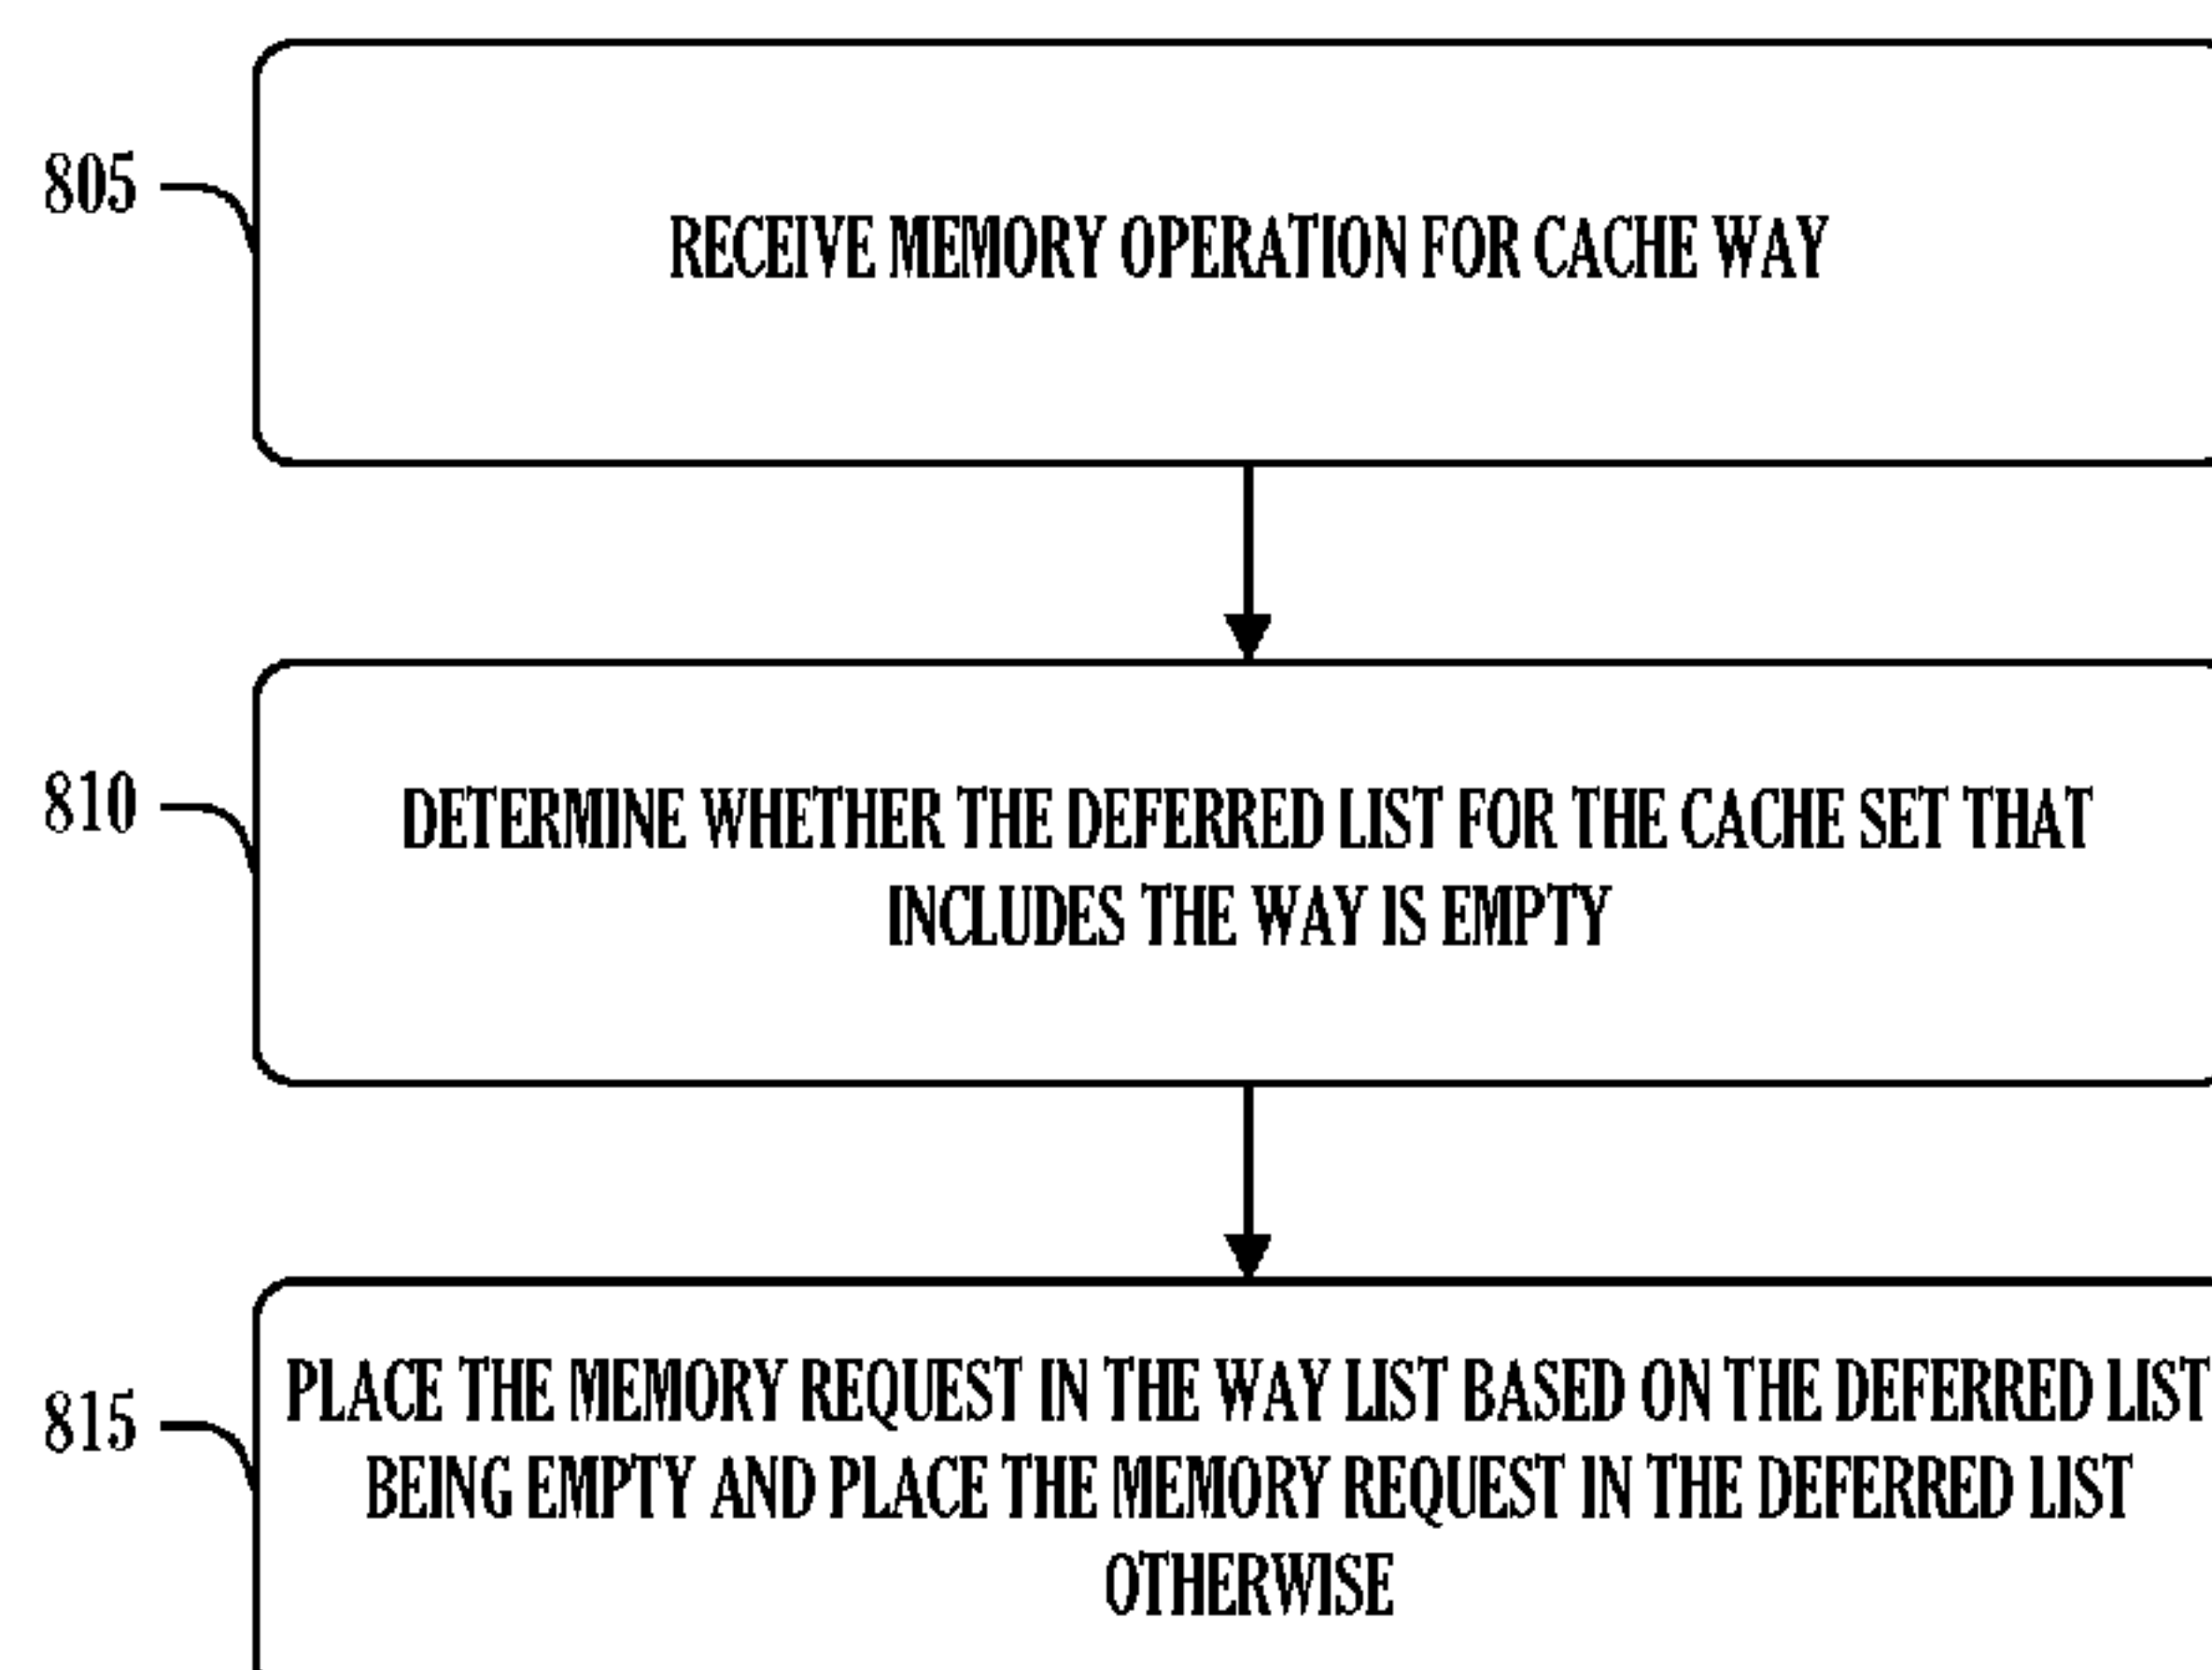 805
RECEIVE MEMORY OPERATION FOR CACHE WAY
810
DETERMINE WHETHER THE DEFERRED LIST FOR THE CACHE SET THAT
INCLUDES THE WAY IS EMPTY
815
PLACE THE MEMORY REQUEST IN THE WAY LIST BASED ON THE DEFERRED LIST
BEING EMPTY AND PLACE THE MEMORY REQUEST IN THE DEFERRED LIST
OTHERWISE